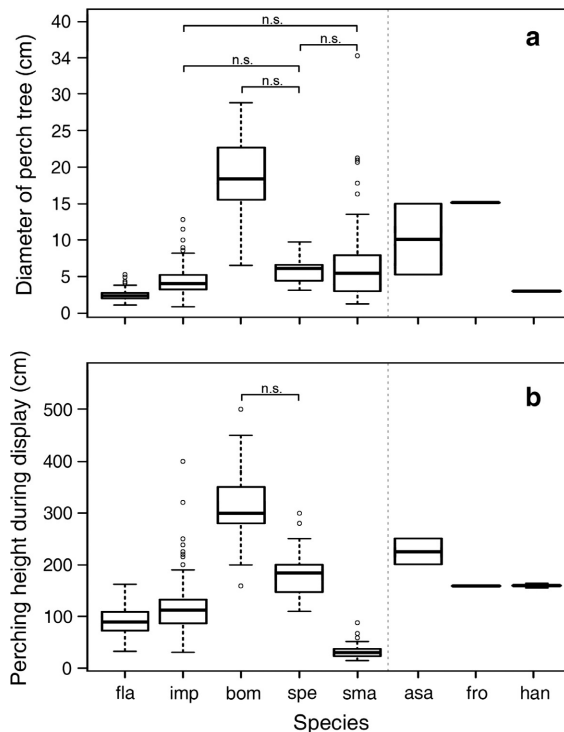 a
Diameter of perch tree (cm)
40
34
30
25
20
15
10
5
0
n.s.
n.s.
n.s.
n.s.
b
Perching height during display (cm)
500
400
300
200
100
0
n.s.
fla imp bom spe sma asa fro han
Species